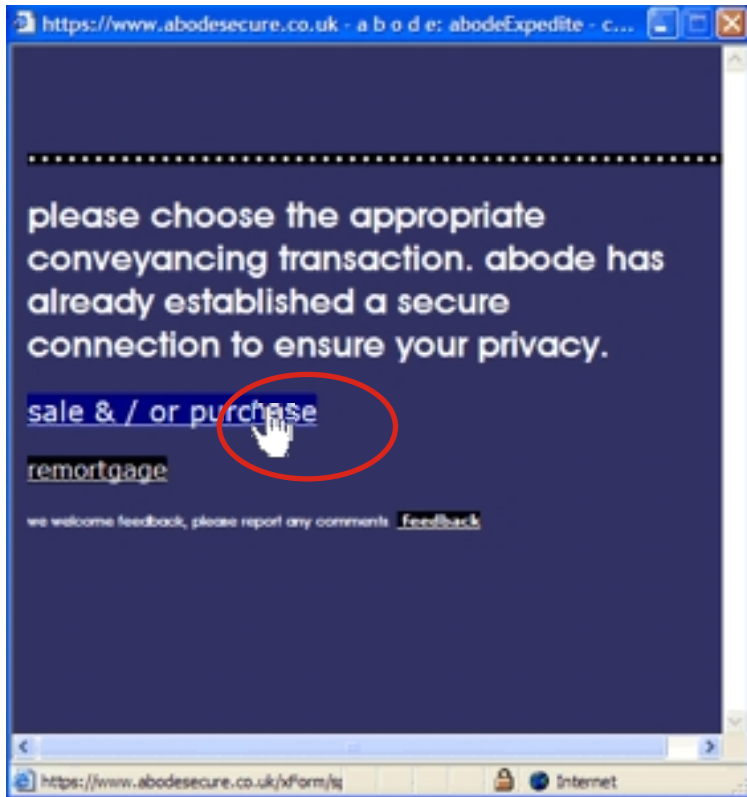 https://www.abodesecure.co.uk - a b o d e: abodeExpedite - c...
please choose the appropriate
conveyancing transaction. abode has
already established a secure
connection to ensure your privacy.
sale & / or purchase
remortgage
we welcome feedback, please report any comments feedback
https://www.abodesecure.co.uk/xForm/sp
Internet